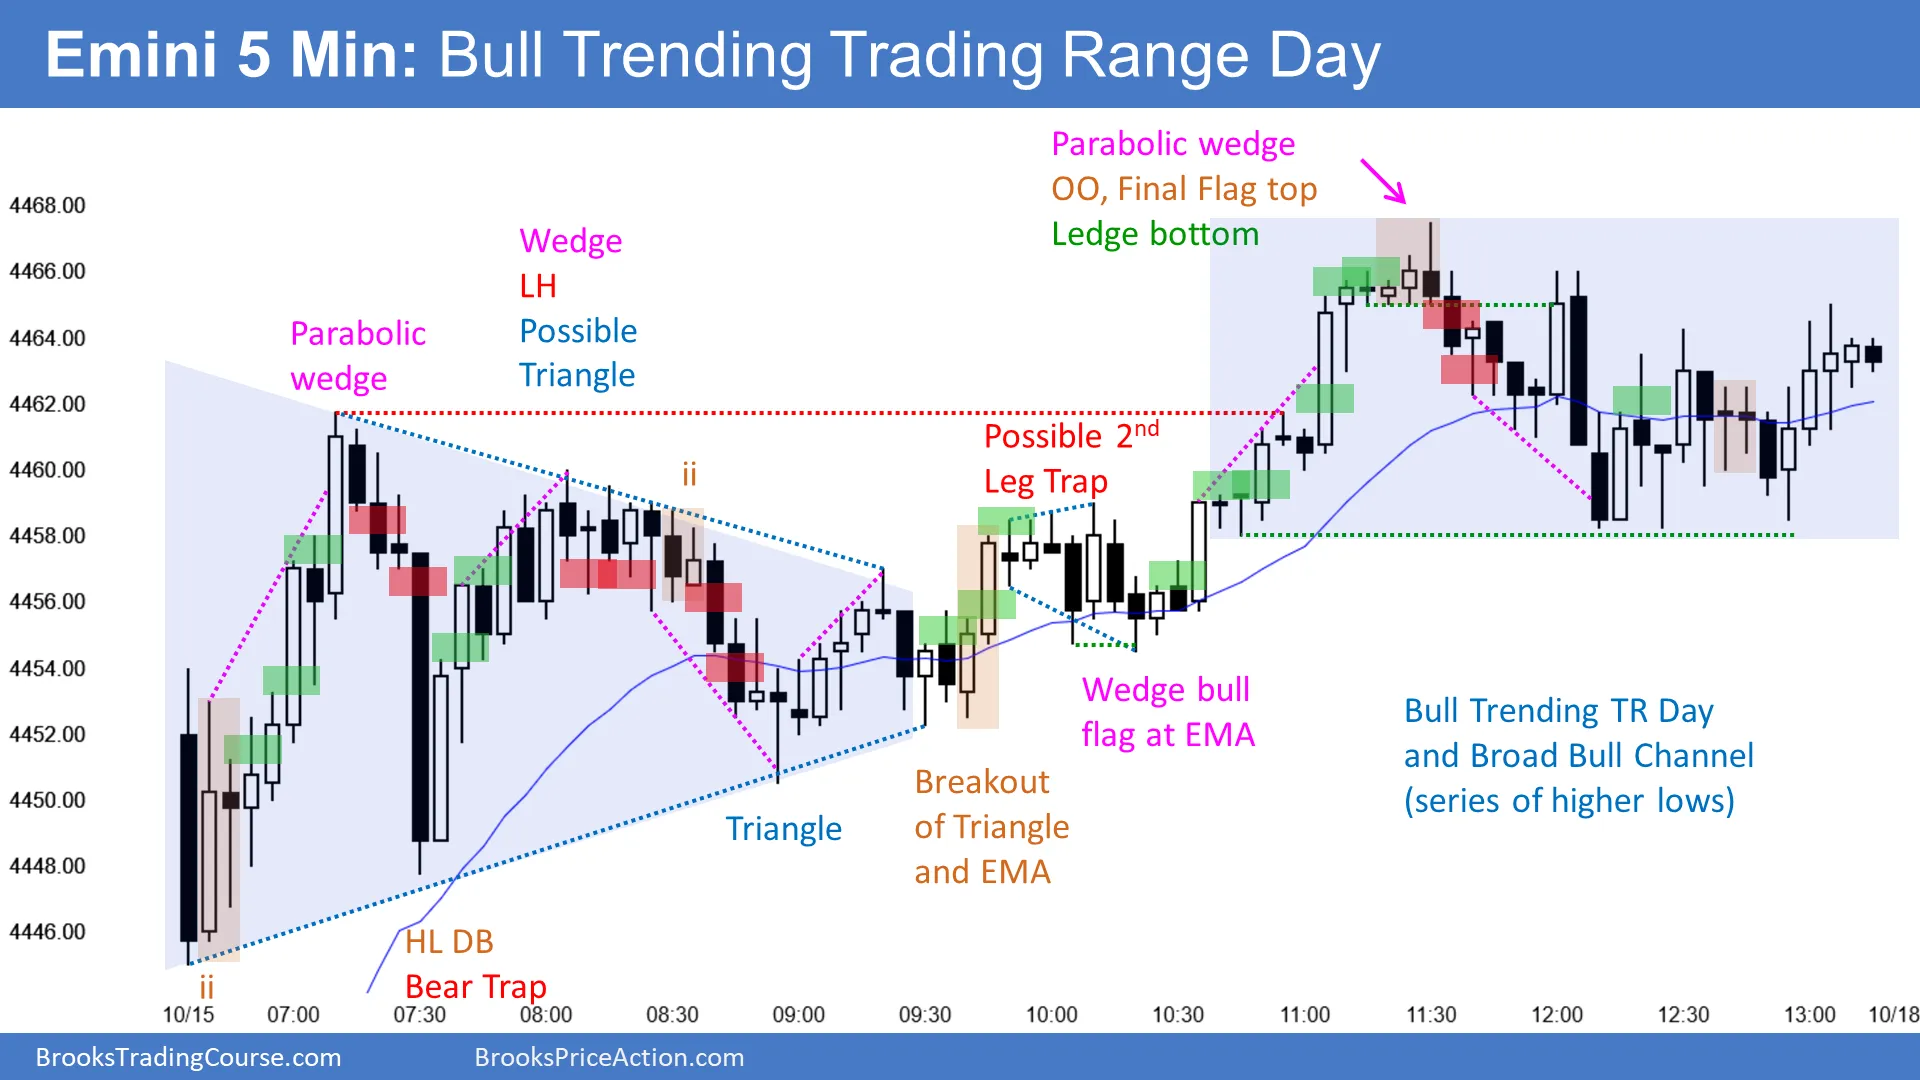 Emini 5 Min: Bull Trending Trading Range Day
Parabolic wedge
OO, Final Flag top
Ledge bottom
Wedge
LH
Possible
Triangle
Parabolic
wedge
ii
Possible 2nd
Leg Trap
Wedge bull
flag at EMA
Bull Trending TR Day
and Broad Bull Channel
(series of higher lows)
Breakout
of Triangle
and EMA
Triangle
HL DB
Bear Trap
ii
4468.00
4466.00
4464.00
4462.00
4460.00
4458.00
4456.00
4454.00
4452.00
4450.00
4448.00
4446.00
10/15 07:00 07:30 08:00 08:30 09:00 09:30 10:00 10:30 11:00 11:30 12:00 12:30 13:00 10/18
BrooksTradingCourse.com BrooksPriceAction.com